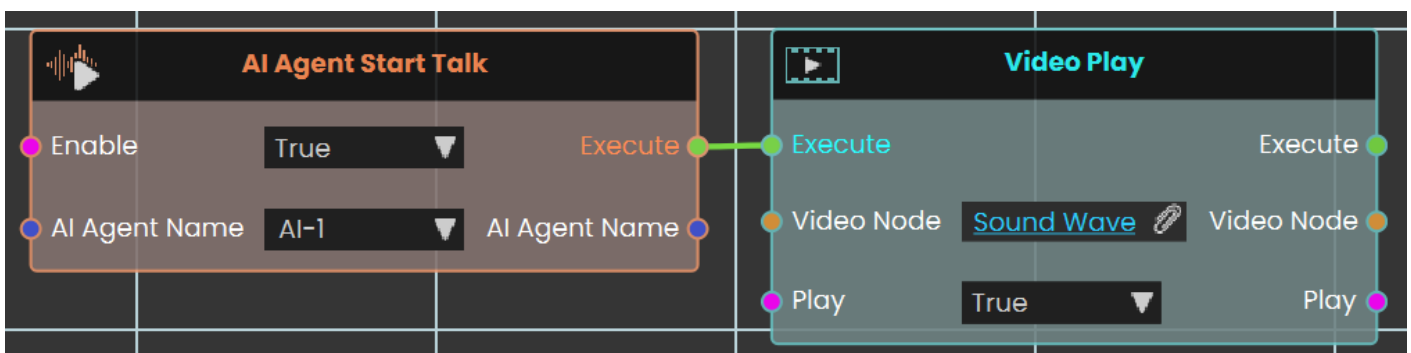 AI Agent Start Talk
Enable True Execute
AI Agent Name AI-1 AI Agent Name
Video Play
Execute Execute
Video Node Sound Wave Video Node
Play True Play